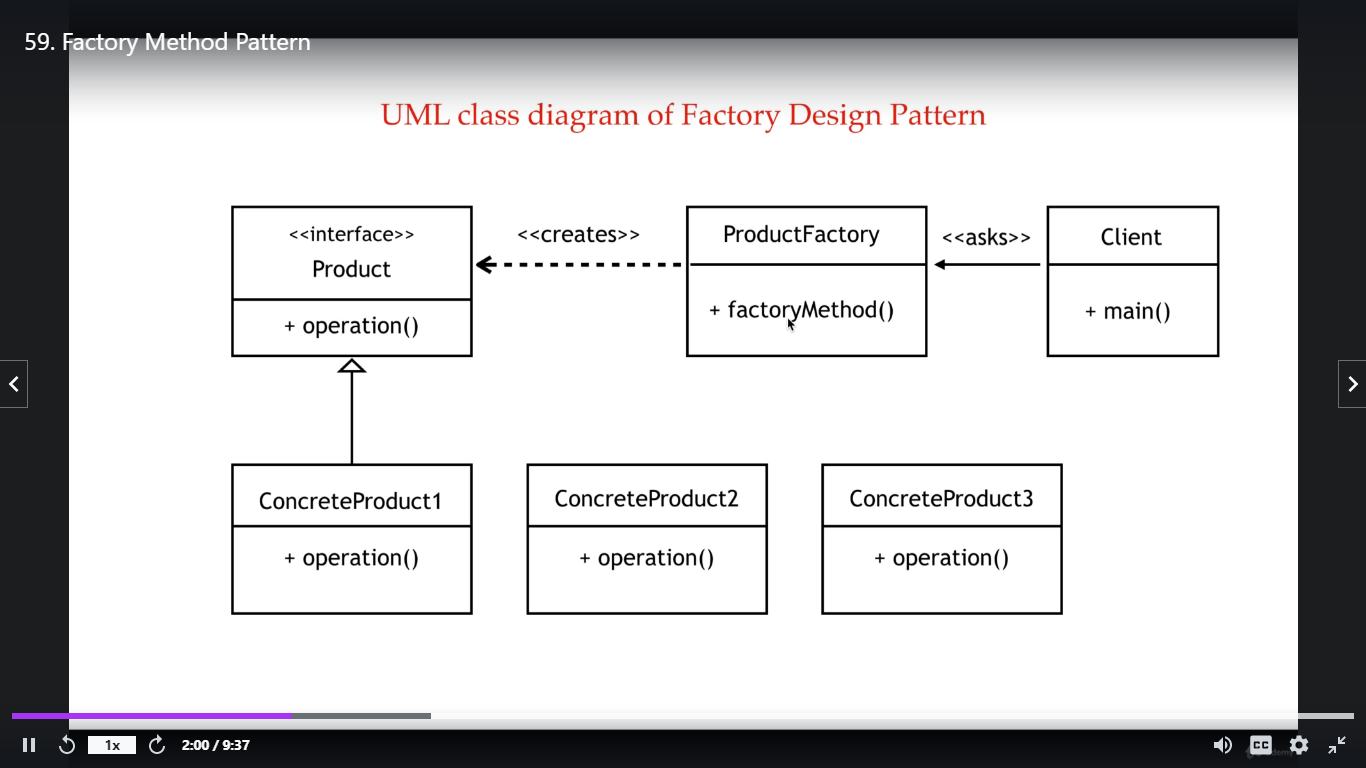 59. Factory Method Pattern
UML class diagram of Factory Design Pattern
<<interface>>
Product
+ operation()
<<creates>>
ProductFactory
+ factoryMethod()
<<asks>>
Client
+ main()
ConcreteProduct1
+ operation()
ConcreteProduct2
+ operation()
ConcreteProduct3
+ operation()
1x
2:00 / 9:37
CC